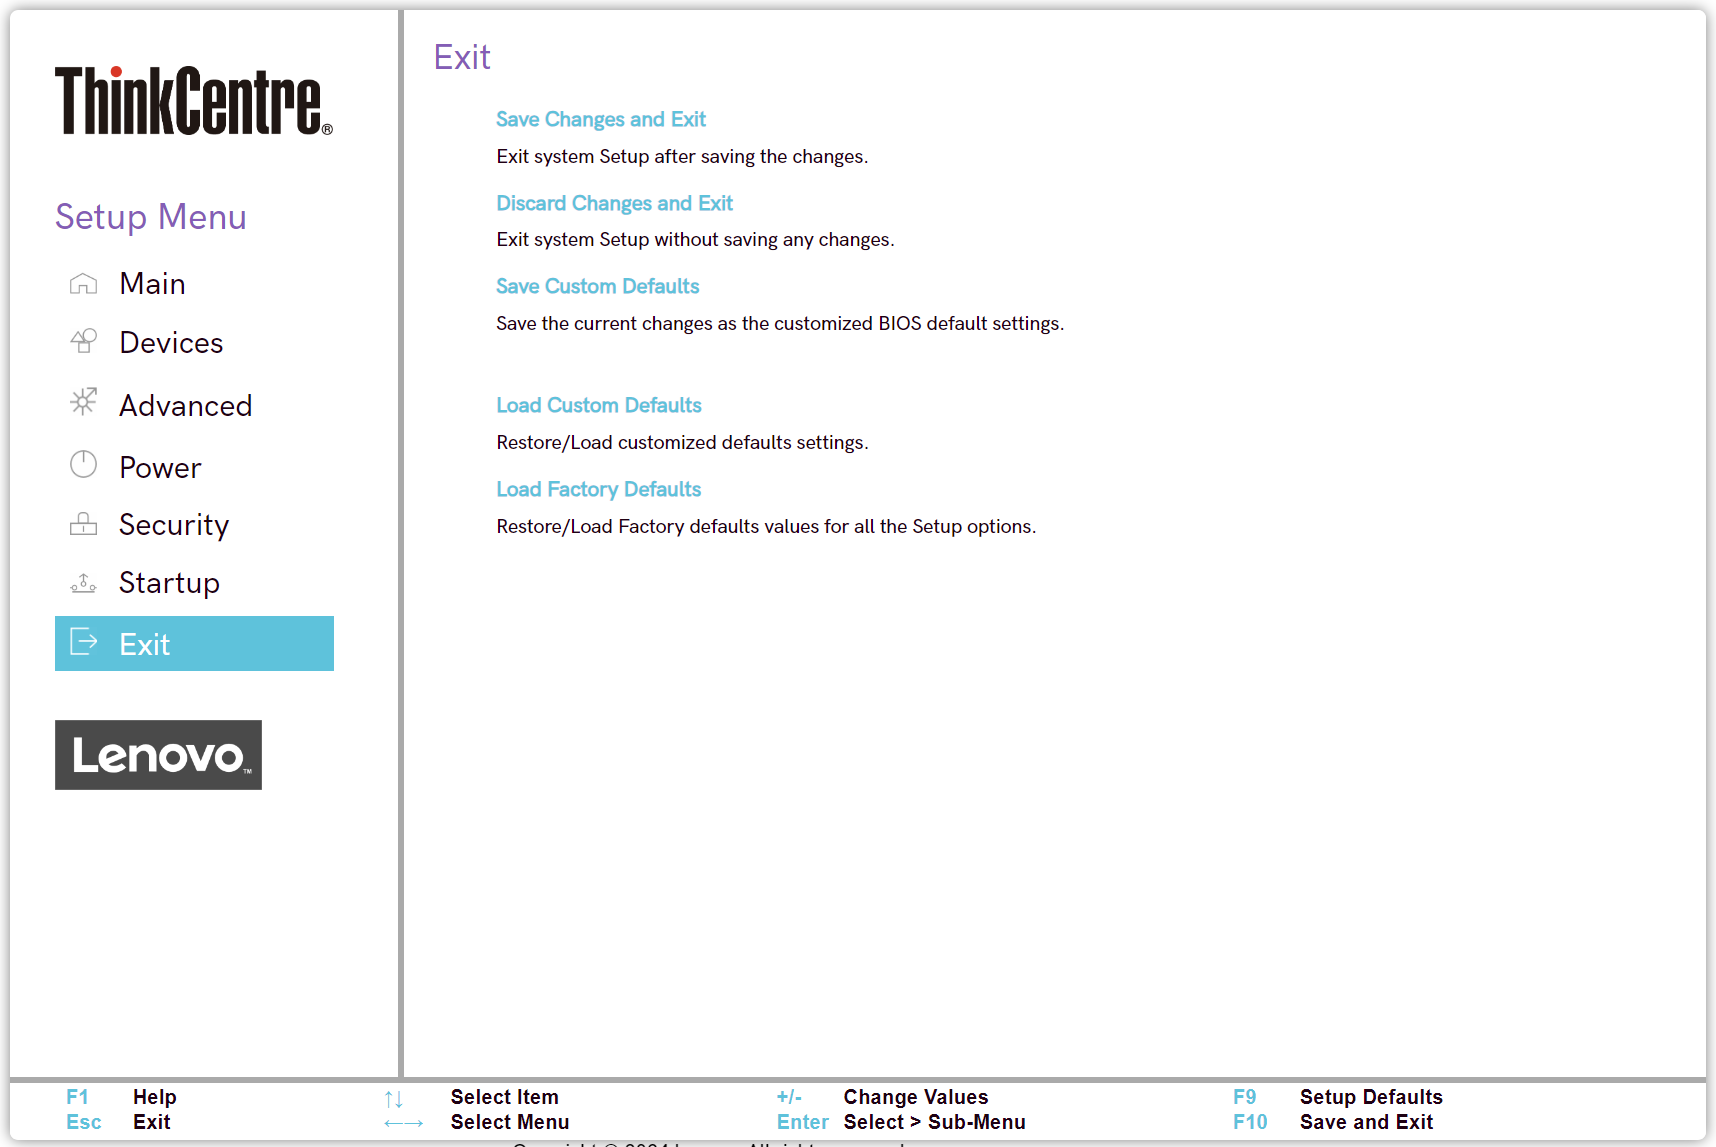 ThinkCentre®
Setup Menu
Main
Devices
Advanced
Power
Security
Startup
Exit
Lenovo™
Exit
Save Changes and Exit
Exit system Setup after saving the changes.
Discard Changes and Exit
Exit system Setup without saving any changes.
Save Custom Defaults
Save the current changes as the customized BIOS default settings.
Load Custom Defaults
Restore/Load customized defaults settings.
Load Factory Defaults
Restore/Load Factory defaults values for all the Setup options.
F1 Help ↑↓ Select Item +/- Change Values F9 Setup Defaults
Esc Exit ←→ Select Menu Enter Select > Sub-Menu F10 Save and Exit